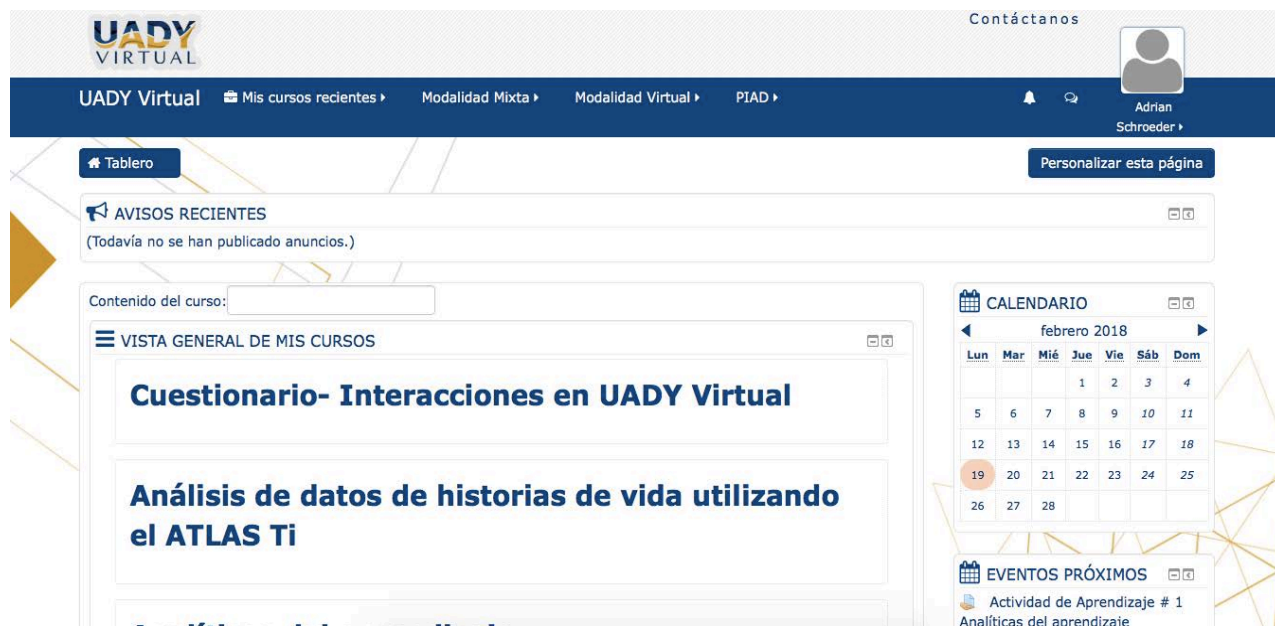 UADY
VIRTUAL
Contáctanos
UADY Virtual Mis cursos recientes Modalidad Mixta Modalidad Virtual PIAD
Adrian
Schroeder
Tablero
Personalizar esta página
AVISOS RECIENTES
(Todavía no se han publicado anuncios.)
Contenido del curso:
VISTA GENERAL DE MIS CURSOS
Cuestionario- Interacciones en UADY Virtual
Análisis de datos de historias de vida utilizando
el ATLAS Ti
CALENDARIO
febrero 2018
Lun Mar Mié Jue Vie Sáb Dom
1 2 3 4
5 6 7 8 9 10 11
12 13 14 15 16 17 18
19 20 21 22 23 24 25
26 27 28
EVENTOS PRÓXIMOS
Actividad de Aprendizaje # 1
Analíticas del aprendizaje